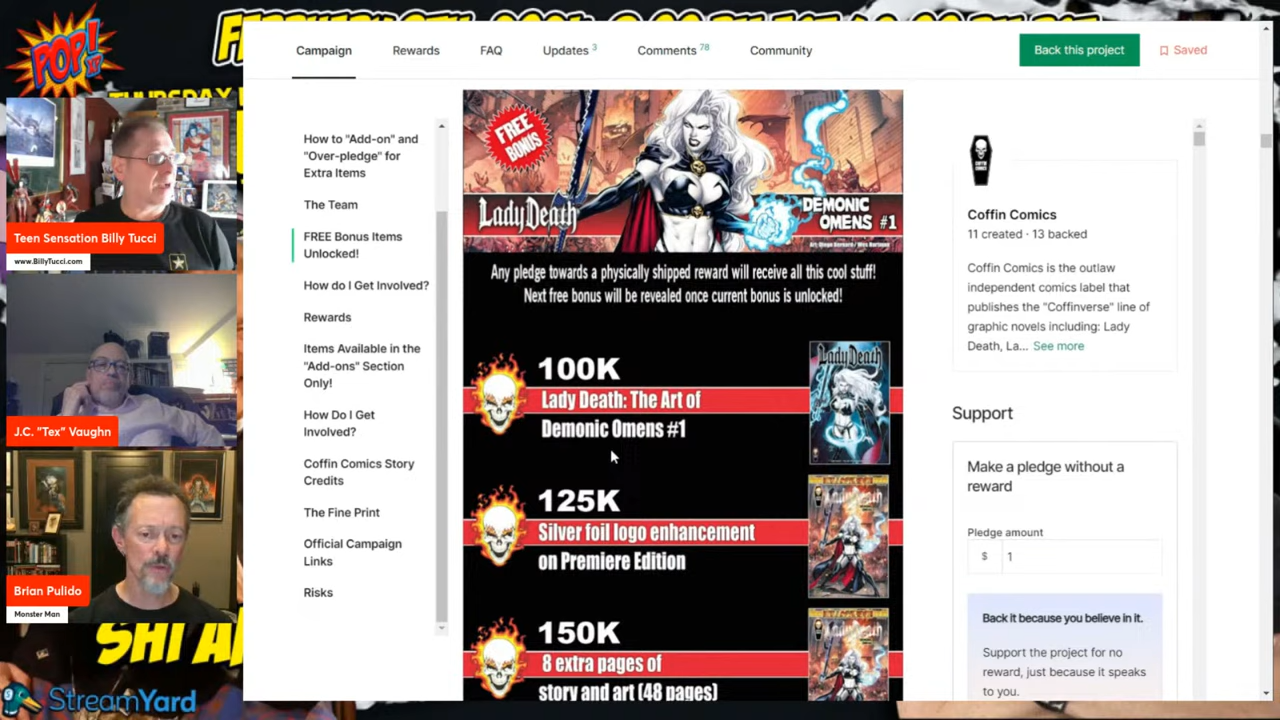 POP!
XP
THURSDAY
Teen Sensation Billy Tucci
www.BillyTucci.com
J.C. "Tex" Vaughn
Brian Pulido
Monster Man
SHI A
StreamYard
Campaign
Rewards
FAQ
Updates 3
Comments 78
Community
Back this project
Saved
How to "Add-on" and
"Over-pledge" for
Extra Items
The Team
FREE Bonus Items
Unlocked!
How do I Get Involved?
Rewards
Items Available in the
"Add-ons" Section
Only!
How Do I Get
Involved?
Coffin Comics Story
Credits
The Fine Print
Official Campaign
Links
Risks
FREE
BONUS
Lady Death
DEMONIC
OMENS #1
Any pledge towards a physically shipped reward will receive all this cool stuff!
Next free bonus will be revealed once current bonus is unlocked!
100K
Lady Death: The Art of
Demonic Omens #1
Lady Death
125K
Silver foil logo enhancement
on Premiere Edition
Lady Death
150K
8 extra pages of
story and art (48 pages)
Lady Death
Coffin Comics
11 created · 13 backed
Coffin Comics is the outlaw
independent comics label that
publishes the "Coffinverse" line of
graphic novels including: Lady
Death, La... See more
Support
Make a pledge without a
reward
Pledge amount
$ 1
Back it because you believe in it.
Support the project for no
reward, just because it speaks
to you.